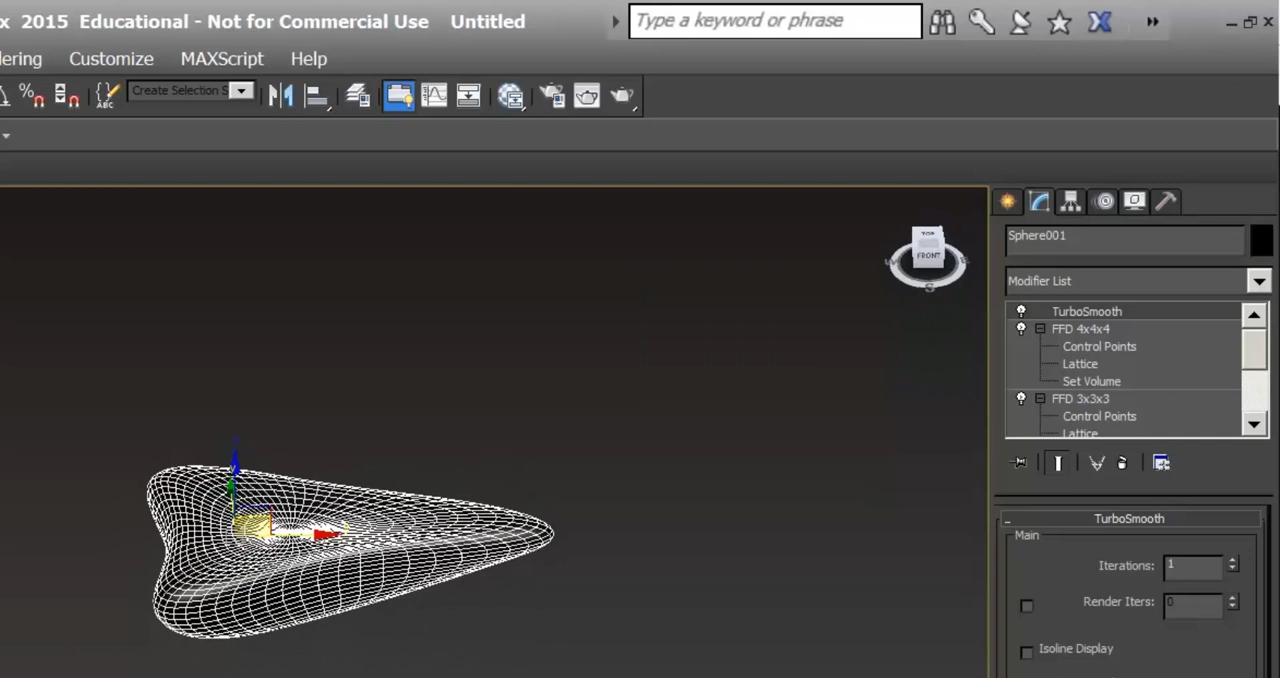 x 2015 Educational - Not for Commercial Use Untitled
Type a keyword or phrase
dering Customize MAXScript Help
% ABC Create Selection S
TOP
FRONT
S
Sphere001
Modifier List
TurboSmooth
FFD 4x4x4
Control Points
Lattice
Set Volume
FFD 3x3x3
Control Points
Lattice
TurboSmooth
Main
Iterations: 1
Render Iters: 0
Isoline Display